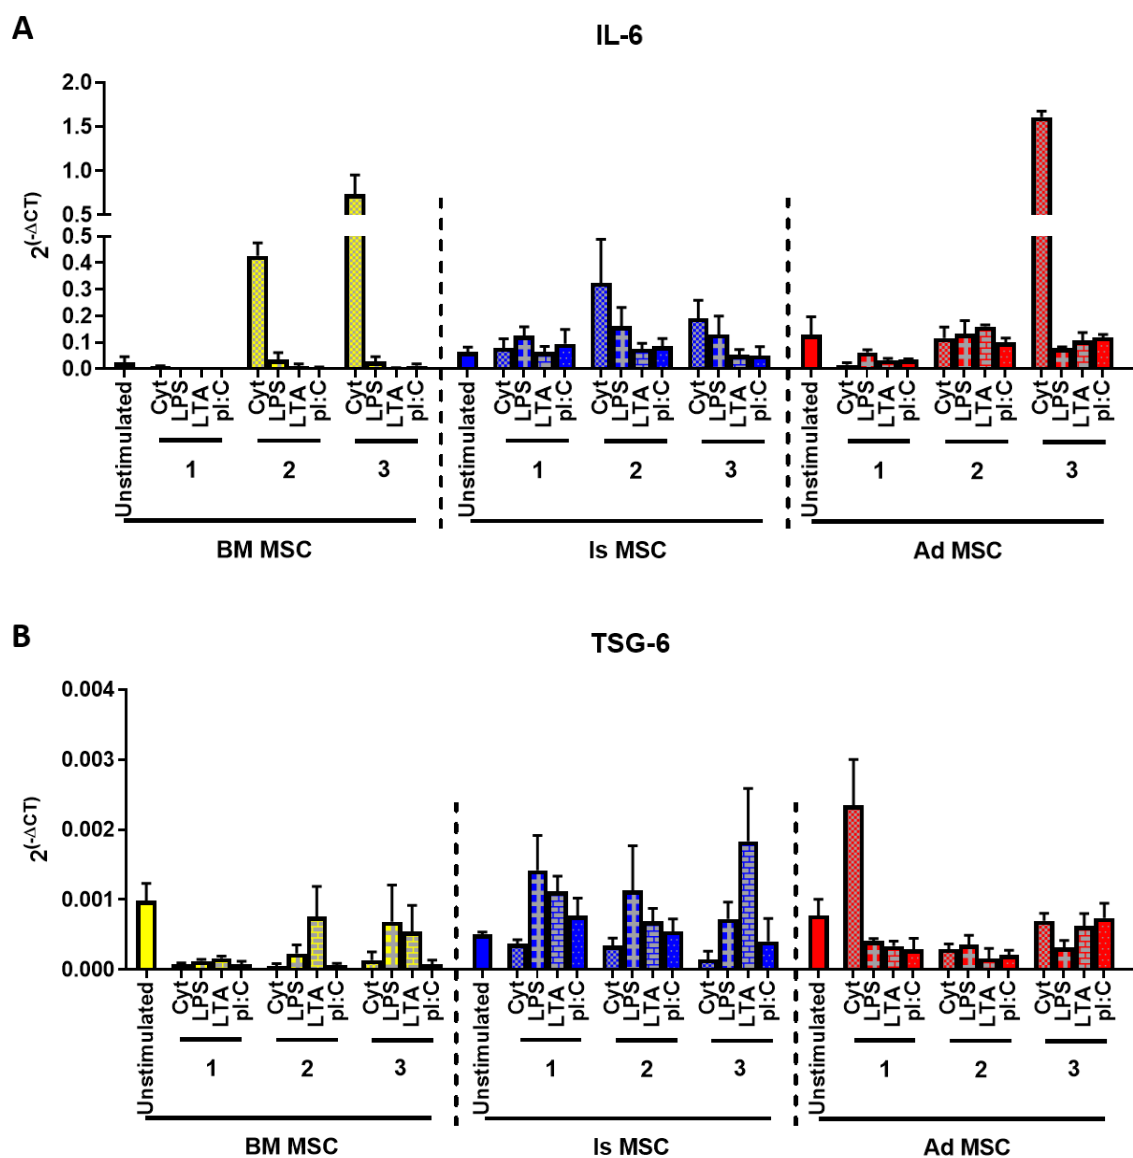 A
IL-6
2.0
1.5
1.0
0.5
0.5
0.4
0.3
0.2
0.1
0.0
2(-ΔCT)
Unstimulated Cyt LPS LTA pI:C Cyt LPS LTA pI:C Cyt LPS LTA pI:C Unstimulated Cyt LPS LTA pI:C Cyt LPS LTA pI:C Cyt LPS LTA pI:C Unstimulated Cyt LPS LTA pI:C Cyt LPS LTA pI:C Cyt LPS LTA pI:C
1 2 3 1 2 3 1 2 3
BM MSC Is MSC Ad MSC
B
TSG-6
0.004
0.003
0.002
0.001
0.000
2(-ΔCT)
Unstimulated Cyt LPS LTA pI:C Cyt LPS LTA pI:C Cyt LPS LTA pI:C Unstimulated Cyt LPS LTA pI:C Cyt LPS LTA pI:C Cyt LPS LTA pI:C Unstimulated Cyt LPS LTA pI:C Cyt LPS LTA pI:C Cyt LPS LTA pI:C
1 2 3 1 2 3 1 2 3
BM MSC Is MSC Ad MSC